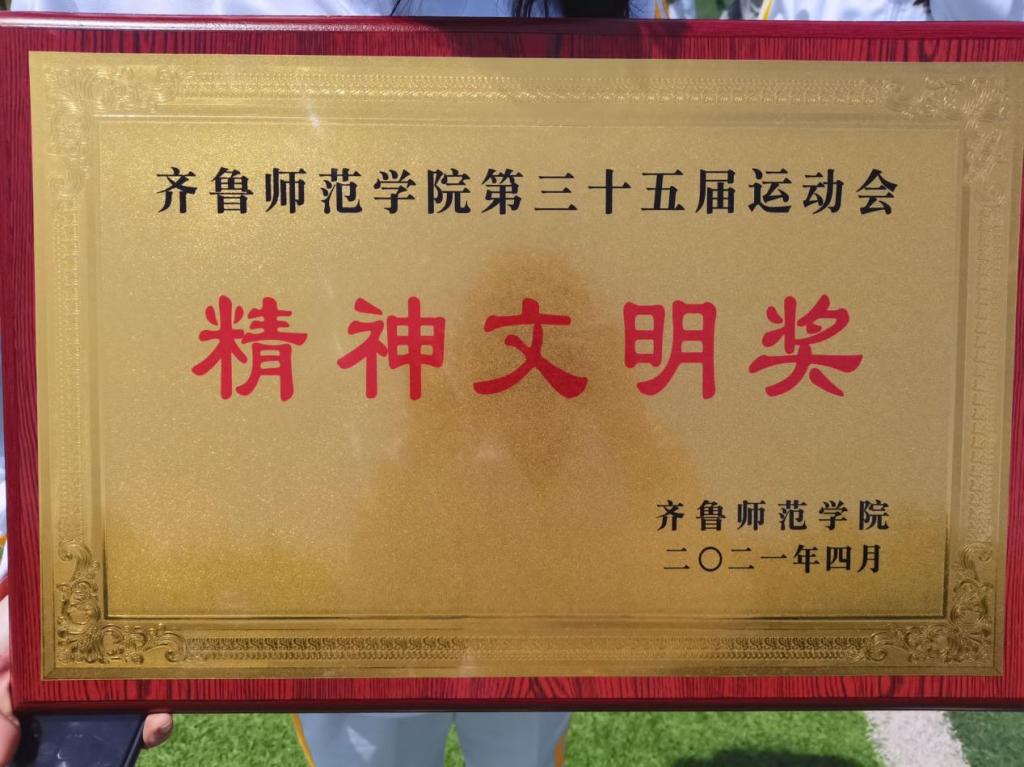 齐鲁师范学院第三十五届运动会
精神文明奖
齐鲁师范学院
二〇二一年四月